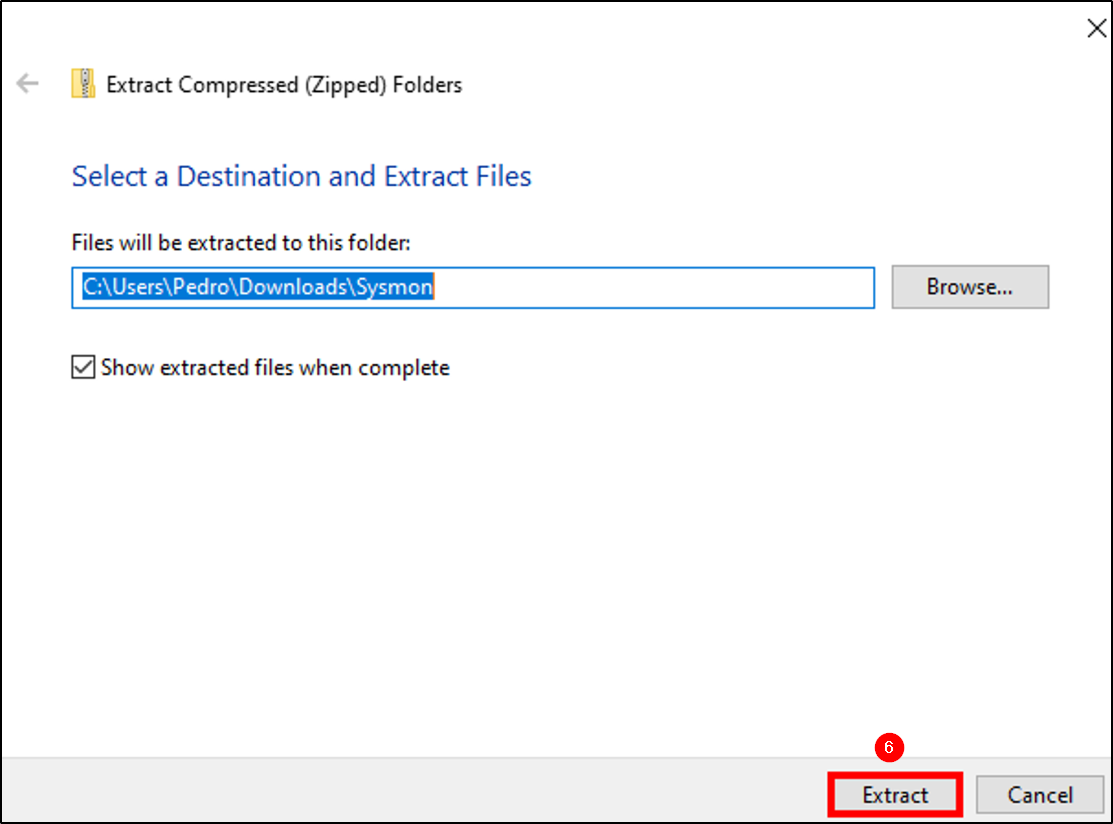 Extract Compressed (Zipped) Folders
Select a Destination and Extract Files
Files will be extracted to this folder:
C:\Users\Pedro\Downloads\Sysmon
Browse...
Show extracted files when complete
6
Extract
Cancel